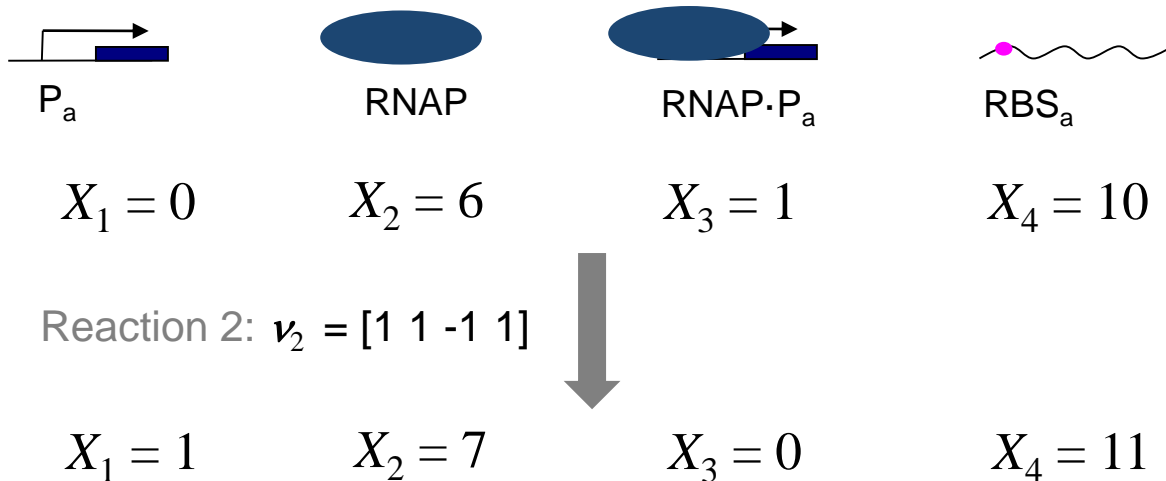 Pₐ RNAP RNAP·Pₐ RBSₐ
X₁ = 0 X₂ = 6 X₃ = 1 X₄ = 10
Reaction 2: ν₂ = [1 1 -1 1]
X₁ = 1 X₂ = 7 X₃ = 0 X₄ = 11